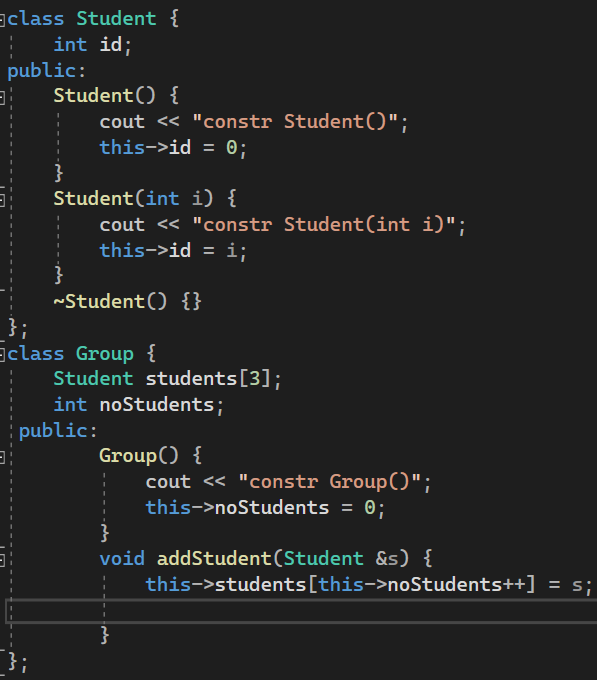 class Student {
    int id;
public:
    Student() {
        cout << "constr Student()";
        this->id = 0;
    }
    Student(int i) {
        cout << "constr Student(int i)";
        this->id = i;
    }
    ~Student() {}
};
class Group {
    Student students[3];
    int noStudents;
 public:
        Group() {
            cout << "constr Group()";
            this->noStudents = 0;
        }
        void addStudent(Student &s) {
            this->students[this->noStudents++] = s;
        }
};